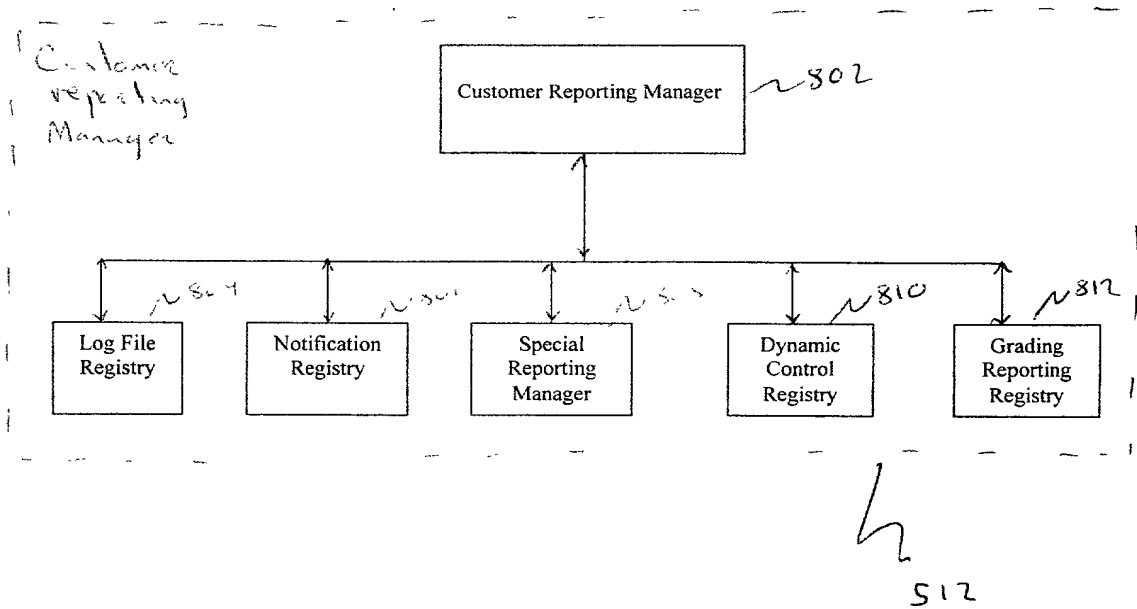 Customer
reporting
Manager
Customer Reporting Manager
802
804
810
812
Log File
Registry
Notification
Registry
Special
Reporting
Manager
Dynamic
Control
Registry
Grading
Reporting
Registry
512